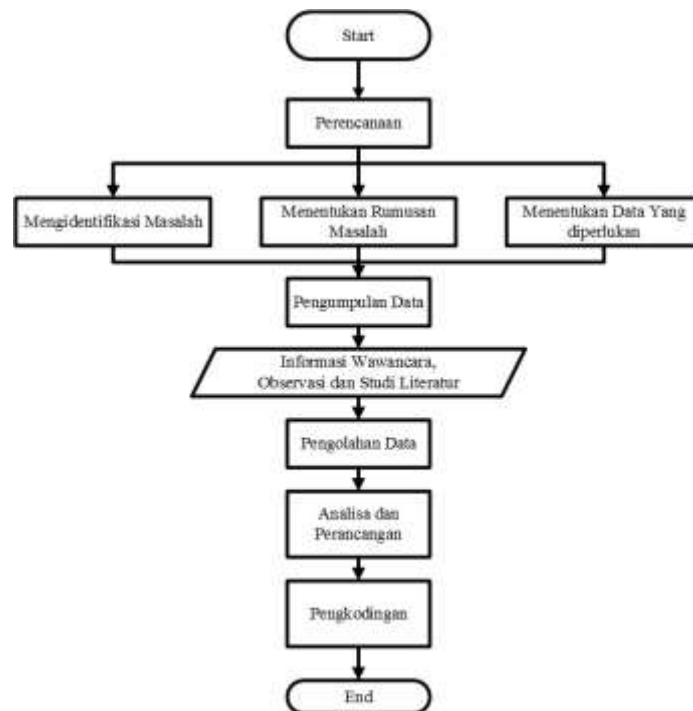 Start
Perencanaan
Mengidentifikasi Masalah
Menentukan Rumusan
Masalah
Menentukan Data Yang
diperlukan
Pengumpulan Data
Informasi Wawancara,
Observasi dan Studi Literatur
Pengolahan Data
Analisa dan
Perancangan
Pengkodingan
End